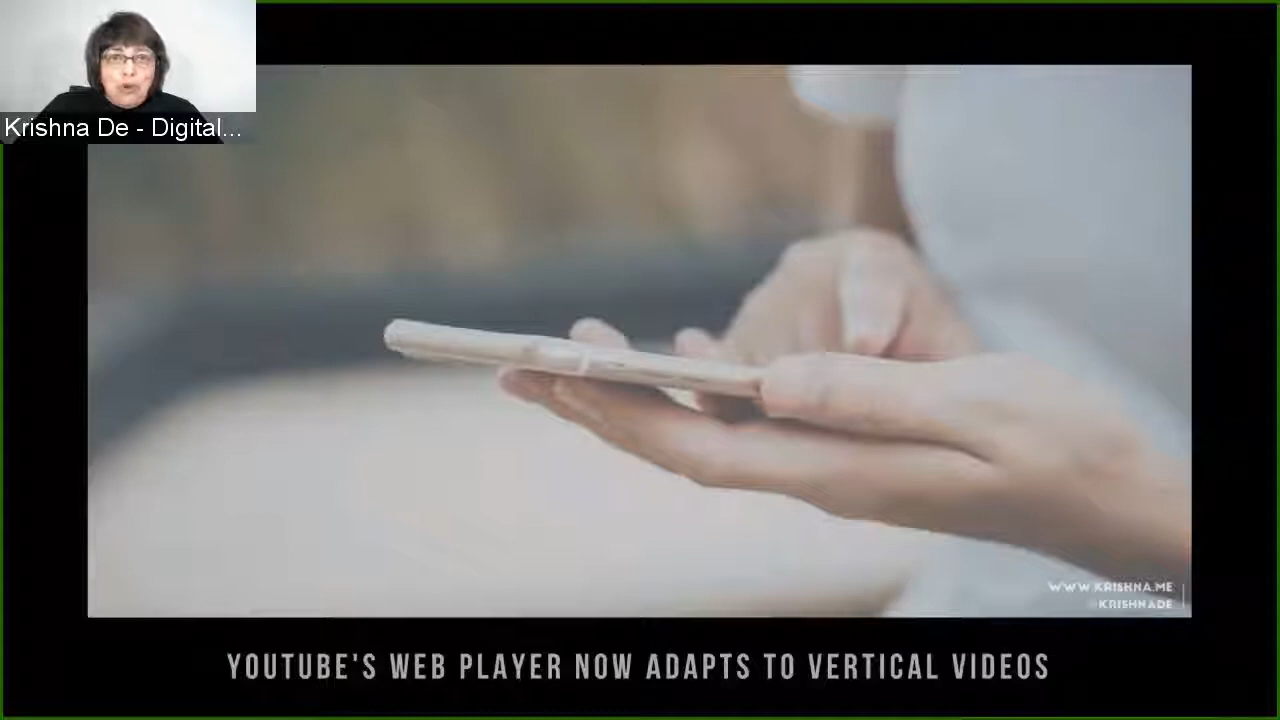 Krishna De - Digital...
WWW.KRISHNA.ME
@KRISHNADE
YOUTUBE'S WEB PLAYER NOW ADAPTS TO VERTICAL VIDEOS